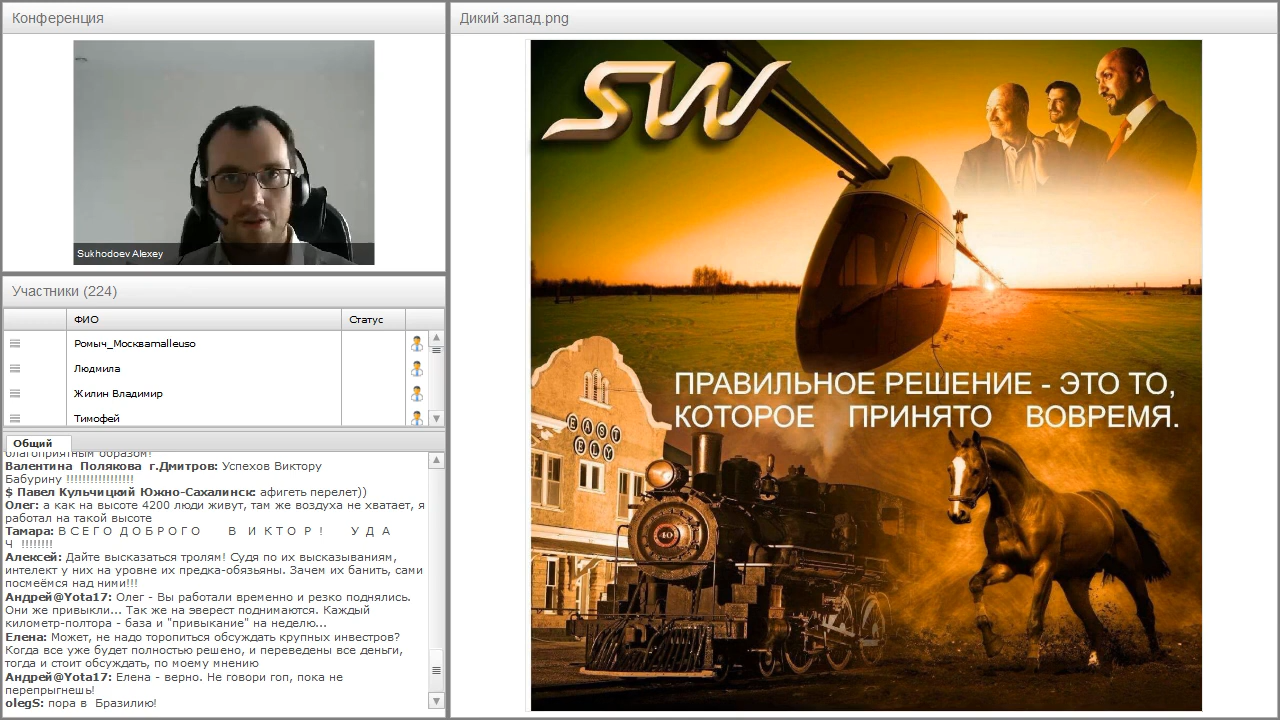 Конференция
Sukhodoev Alexey
Участники (224)
ФИО
Статус
Ромыч_Москвamailruso
Людмила
Жилин Владимир
Тимофей
Общий
благоприятным образом!
Валентина Полякова г.Дмитров: Успехов Виктору
Бабурину !!!!!!!!!!!!!!!!!
$ Павел Кульчицкий Южно-Сахалинск: афигеть перелет))
Олег: а как на высоте 4200 люди живут, там же воздуха не хватает, я
работал на такой высоте
Тамара: В С Е Г О Д О Б Р О Г О В И К Т О Р ! У Д А
Ч !!!!!!!!
Алексей: Дайте высказаться тролям! Судя по их высказываниям,
интелект у них на уровне их предка-обязьяны. Зачем их банить, сами
посмеёмся над ними!!!
Андрей@Yota17: Олег - Вы работали временно и резко поднялись.
Они же привыкли... Так же на эверест поднимаются. Каждый
километр-полтора - база и "привыкание" на неделю...
Елена: Может, не надо торопиться обсуждать крупных инвестров?
Когда все уже будет полностью решено, и переведены все деньги,
тогда и стоит обсуждать, по моему мнению
Андрей@Yota17: Елена - верно. Не говори гоп, пока не
перепрыгнешь!
olegS: пора в Бразилию!
Дикий запад.png
SW
ПРАВИЛЬНОЕ РЕШЕНИЕ - ЭТО ТО,
КОТОРОЕ ПРИНЯТО ВОВРЕМЯ.
EAST
ELY
40